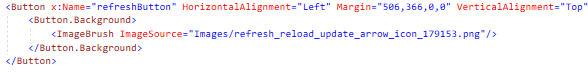 <Button x:Name="refreshButton" HorizontalAlignment="Left" Margin="506,366,0,0" VerticalAlignment="Top"
<Button.Background>
<ImageBrush ImageSource="Images/refresh_reload_update_arrow_icon_179153.png"/>
</Button.Background>
</Button>